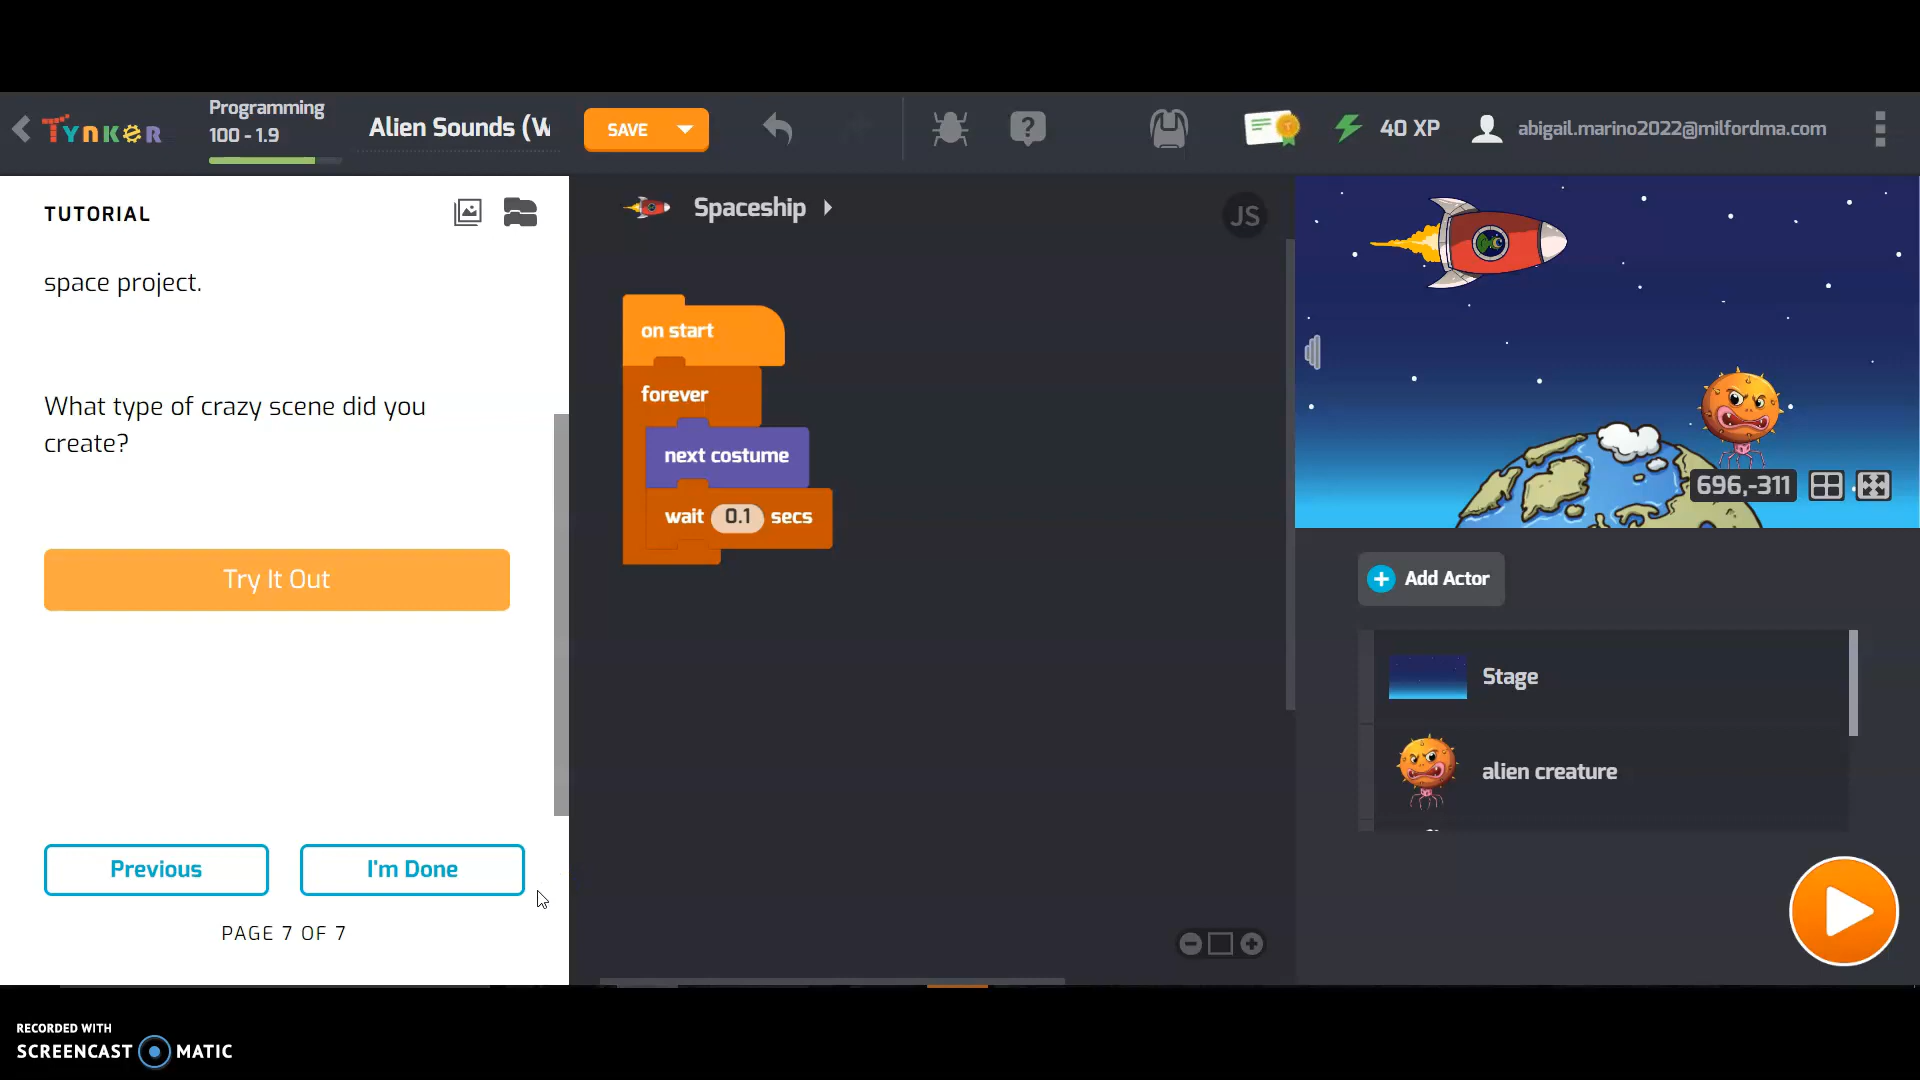 TYNKER
Programming
100 - 1.9
Alien Sounds (W
SAVE
?
40 XP
abigail.marino2022@milfordma.com
TUTORIAL
space project.
What type of crazy scene did you
create?
Try It Out
Previous
I'm Done
PAGE 7 OF 7
Spaceship
JS
on start
forever
next costume
wait 0.1 secs
696,-311
Add Actor
Stage
alien creature
RECORDED WITH
SCREENCAST MATIC